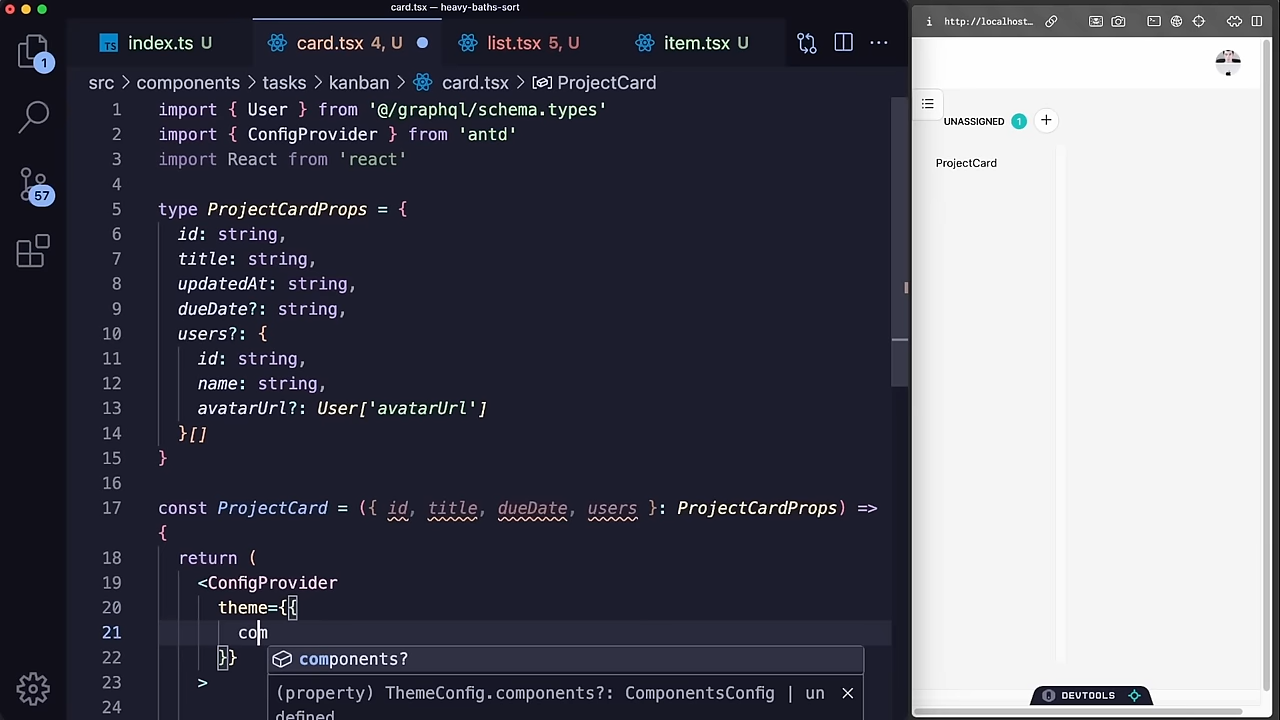 card.tsx — heavy-baths-sort
TS index.ts U
card.tsx 4, U
list.tsx 5, U
item.tsx U
src > components > tasks > kanban > card.tsx > ProjectCard
1 import { User } from '@/graphql/schema.types'
2 import { ConfigProvider } from 'antd'
3 import React from 'react'
4
5 type ProjectCardProps = {
6 id: string,
7 title: string,
8 updatedAt: string,
9 dueDate?: string,
10 users?: {
11 id: string,
12 name: string,
13 avatarUrl?: User['avatarUrl']
14 }[]
15 }
16
17 const ProjectCard = ({ id, title, dueDate, users }: ProjectCardProps) =>
{
18 return (
19 <ConfigProvider
20 theme={{
21 com
22 }}
23 >
24
components?
(property) ThemeConfig.components?: ComponentsConfig | un
defined
1
57
http://localhost…
UNASSIGNED 1 +
ProjectCard
DEVTOOLS